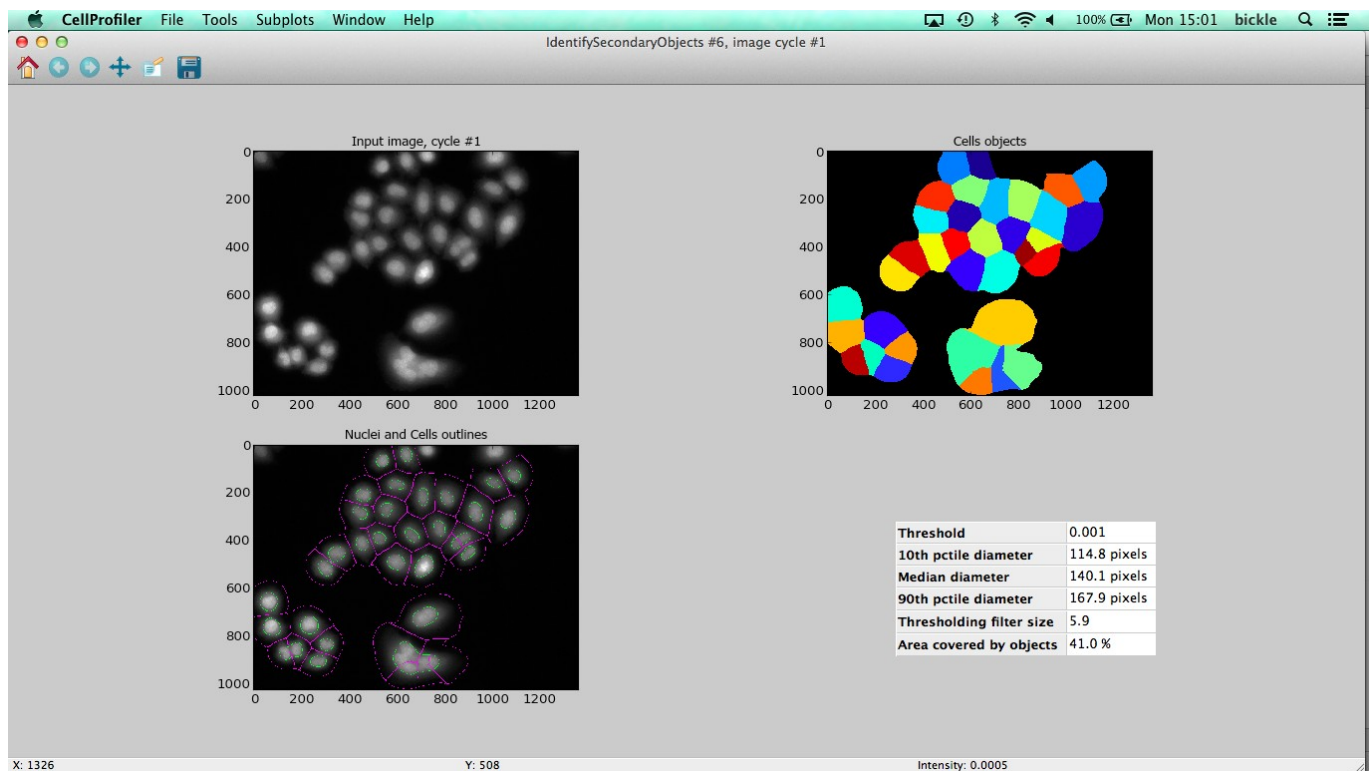 CellProfiler File Tools Subplots Window Help 100% Mon 15:01 bickle
IdentifySecondaryObjects #6, image cycle #1
Input image, cycle #1
0
200
400
600
800
1000
0 200 400 600 800 1000 1200
Cells objects
0
200
400
600
800
1000
0 200 400 600 800 1000 1200
Nuclei and Cells outlines
0
200
400
600
800
1000
0 200 400 600 800 1000 1200
Threshold 0.001
10th pctile diameter 114.8 pixels
Median diameter 140.1 pixels
90th pctile diameter 167.9 pixels
Thresholding filter size 5.9
Area covered by objects 41.0 %
X: 1326 Y: 508 Intensity: 0.0005